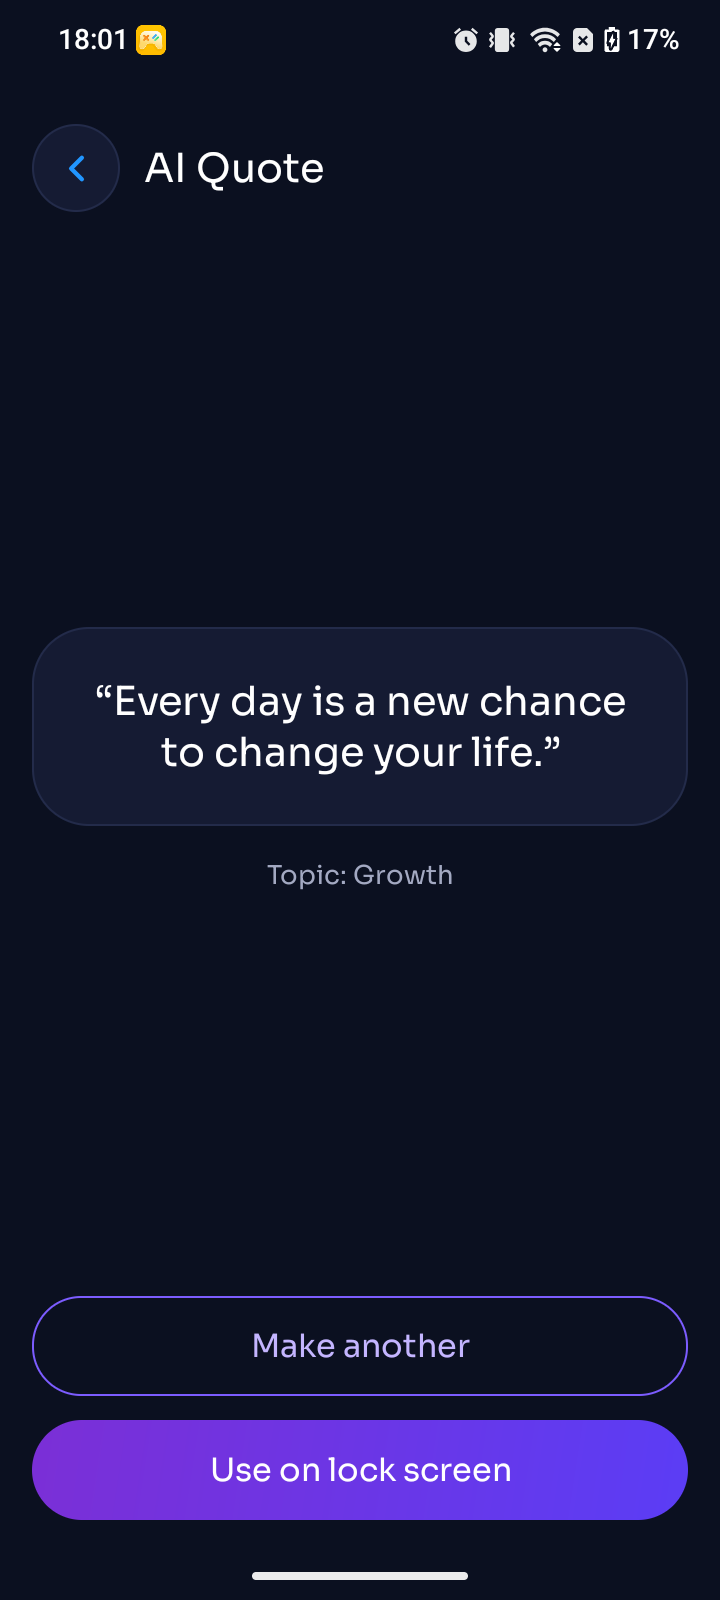 18:01
17%
AI Quote
“Every day is a new chance
to change your life.”
Topic: Growth
Make another
Use on lock screen